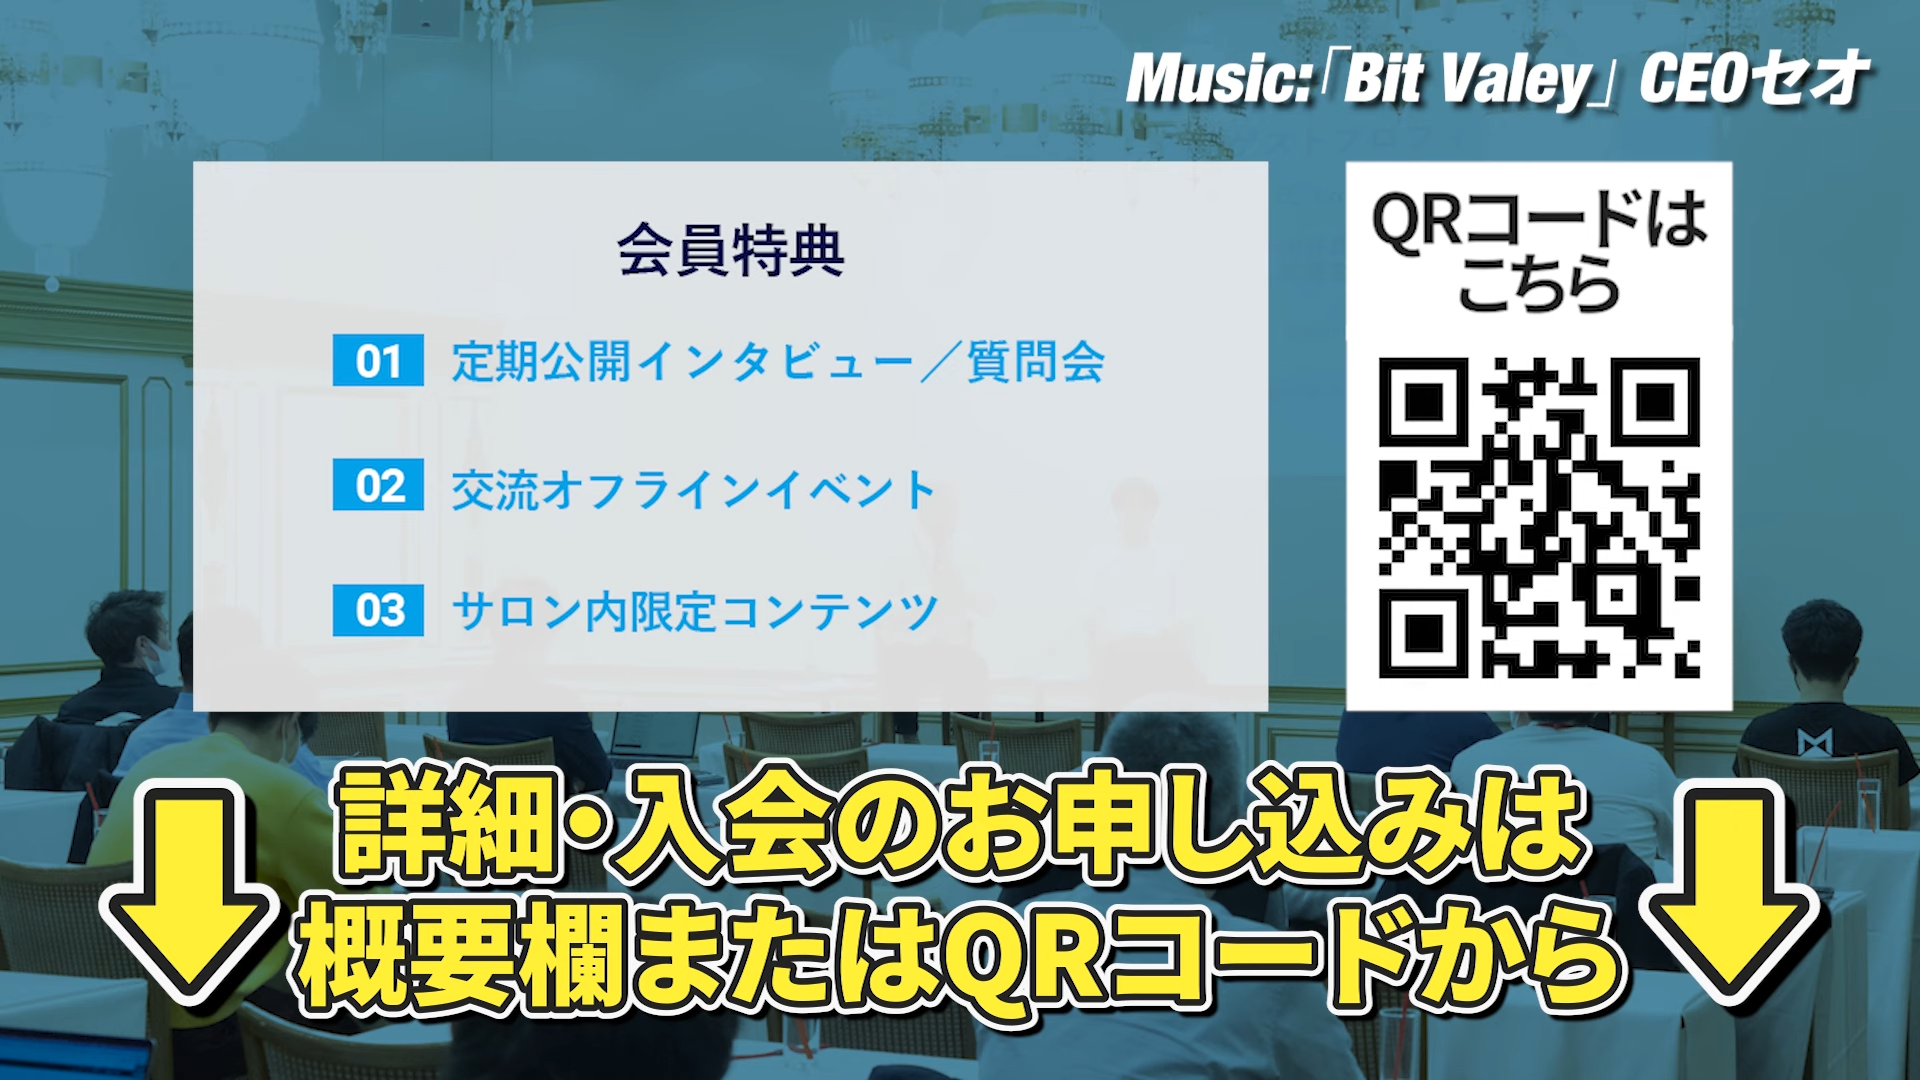 Music:「Bit Valey」 CEOセオ
会員特典
01 定期公開インタビュー／質問会
02 交流オフラインイベント
03 サロン内限定コンテンツ
QRコードは
こちら
詳細・入会のお申し込みは
概要欄またはQRコードから